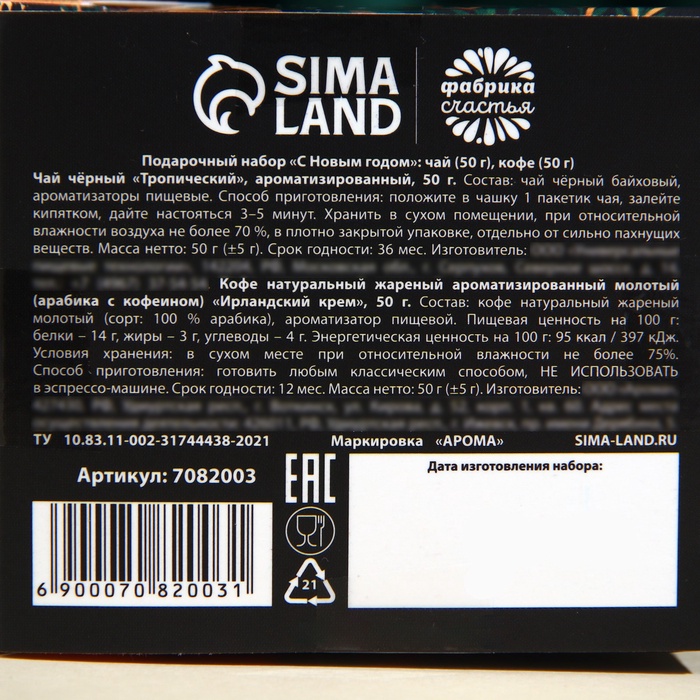 SIMA
LAND
фабрика
счастья
Подарочный набор «С Новым годом»: чай (50 г), кофе (50 г)
Чай чёрный «Тропический», ароматизированный, 50 г. Состав: чай чёрный байховый,
ароматизаторы пищевые. Способ приготовления: положите в чашку 1 пакетик чая, залейте
кипятком, дайте настояться 3–5 минут. Хранить в сухом помещении, при относительной
влажности воздуха не более 70 %, в плотно закрытой упаковке, отдельно от сильно пахнущих
веществ. Масса нетто: 50 г (±5 г). Срок годности: 36 мес. Изготовитель:
Кофе натуральный жареный ароматизированный молотый
(арабика с кофеином) «Ирландский крем», 50 г. Состав: кофе натуральный жареный
молотый (сорт: 100 % арабика), ароматизатор пищевой. Пищевая ценность на 100 г:
белки – 14 г, жиры – 3 г, углеводы – 4 г. Энергетическая ценность на 100 г: 95 ккал / 397 кДж.
Условия хранения: в сухом месте при относительной влажности не более 75%.
Способ приготовления: готовить любым классическим способом, НЕ ИСПОЛЬЗОВАТЬ
в эспрессо-машине. Срок годности: 12 мес. Масса нетто: 50 г (±5 г). Изготовитель:
ТУ 10.83.11-002-31744438-2021 Маркировка «АРОМА» SIMA-LAND.RU
Артикул: 7082003
EAC
Дата изготовления набора:
21
6 900070 820031